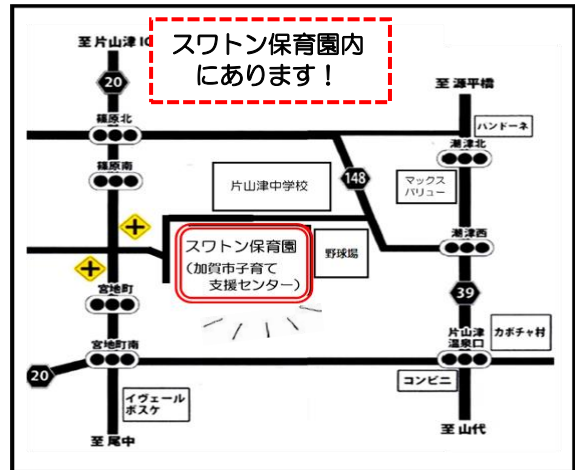 スワトン保育園内
にあります！
至 片山津 IC
20
至 源平橋
篠原北
ハンドーネ
潮津北
篠原南
片山津中学校
148
マックス
バリュー
スワトン保育園
（加賀市子育て
支援センター）
野球場
潮津西
宮地町
39
宮地町南
片山津
温泉口
カボチャ村
20
コンビニ
イヴェール
ボスケ
至 尾中
至 山代